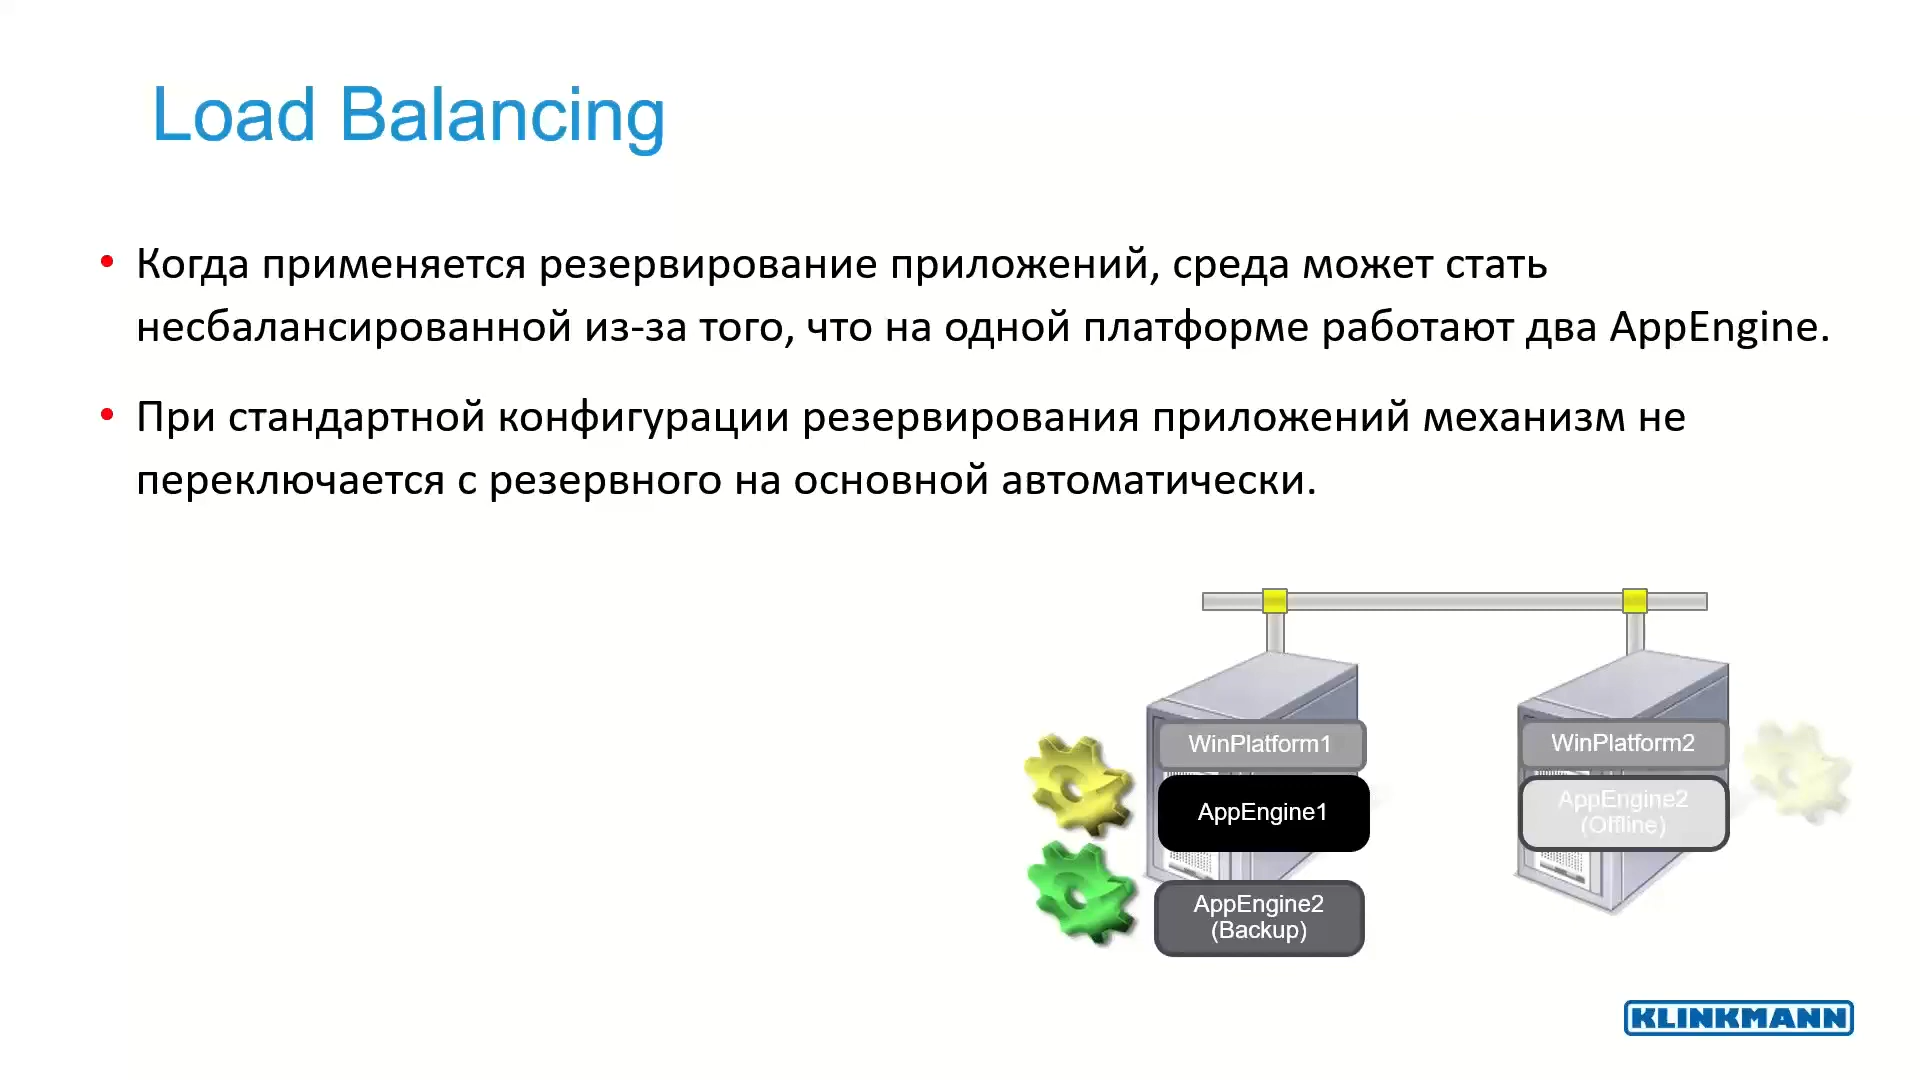 Load Balancing
• Когда применяется резервирование приложений, среда может стать
несбалансированной из-за того, что на одной платформе работают два AppEngine.
• При стандартной конфигурации резервирования приложений механизм не
переключается с резервного на основной автоматически.
WinPlatform1
AppEngine1
AppEngine2
(Backup)
WinPlatform2
AppEngine2
(Offline)
KLINKMANN